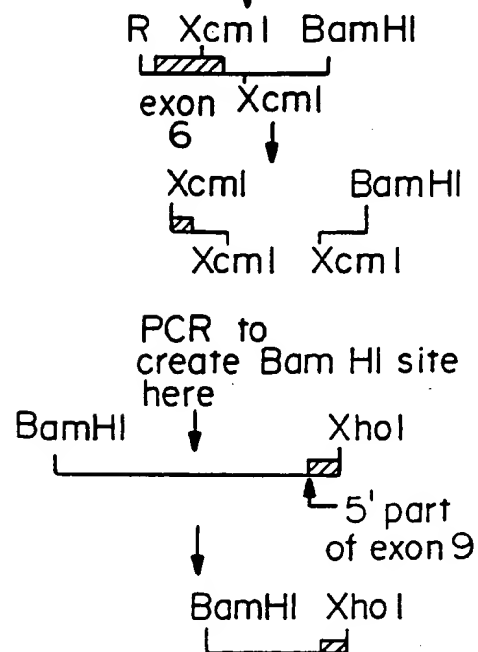 R XcmI BamHI
exon XcmI
6
XcmI BamHI
XcmI XcmI
PCR to
create Bam HI site
here
BamHI XhoI
5' part
of exon 9
BamHI XhoI